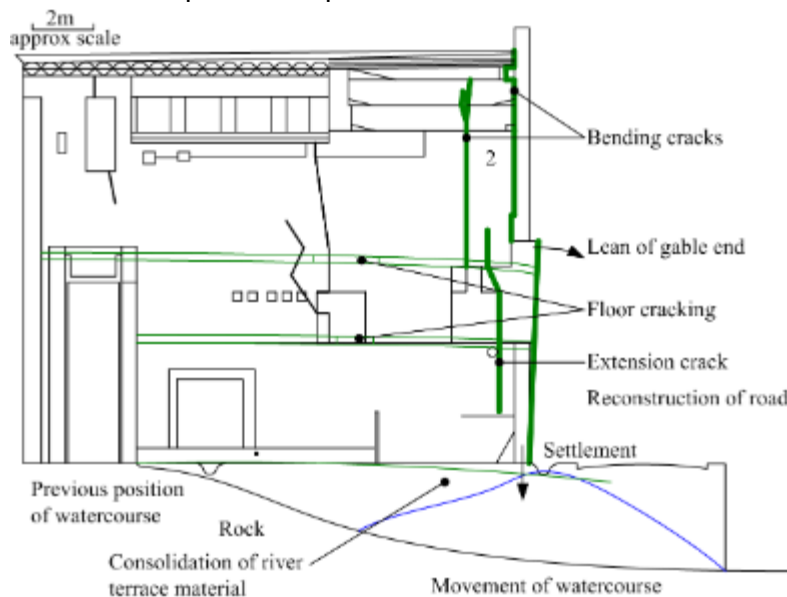 2m
approx scale
Bending cracks
2
Lean of gable end
Floor cracking
Extension crack
Reconstruction of road
Settlement
Previous position
of watercourse
Rock
Consolidation of river
terrace material
Movement of watercourse